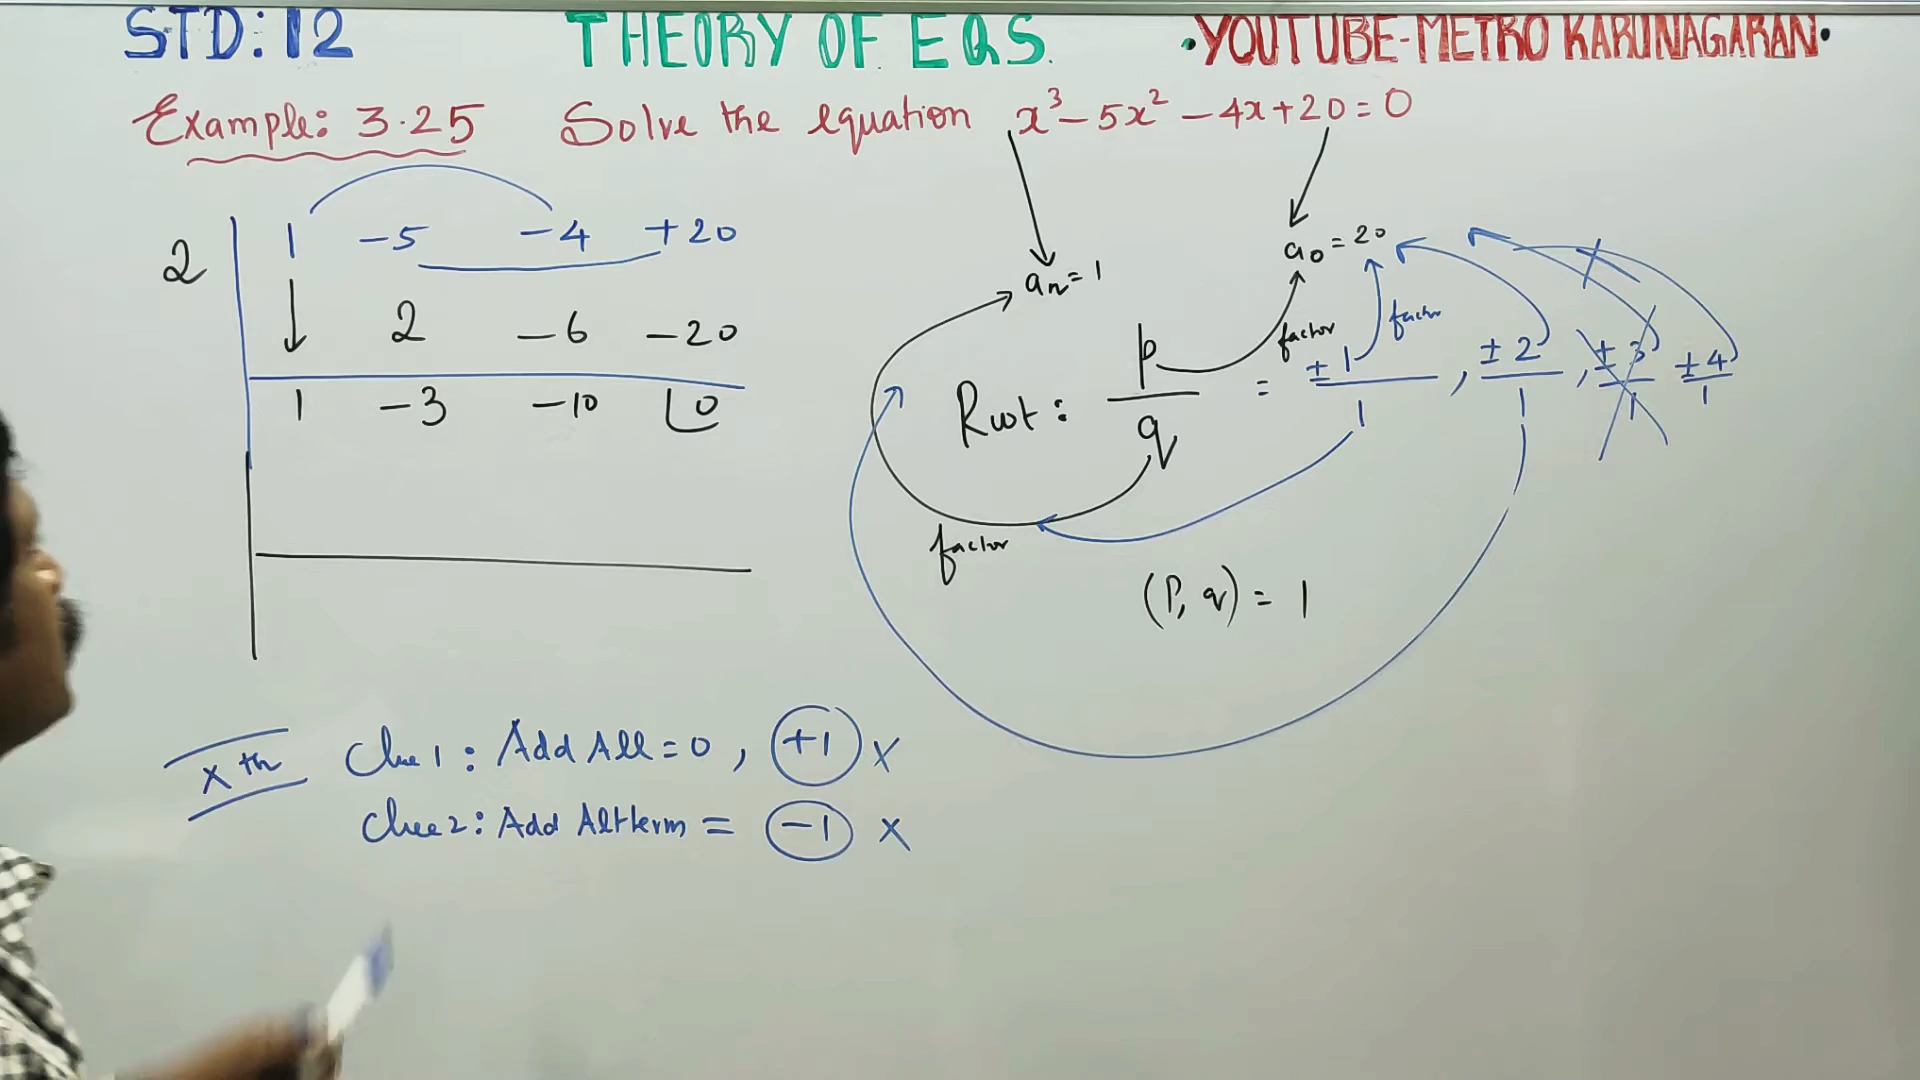 STD: 12 THEORY OF EQS. •YOUTUBE-METRO KARUNAGARAN•
Example: 3.25 Solve the equation x³ - 5x² - 4x + 20 = 0
2 1 -5 -4 +20
2 -6 -20
1 -3 -10 0
aₙ = 1
a₀ = 20
Root: p/q = ±1/1, ±2/1, ±3/1 ±4/1
factor
factor
factor
(P, q) = 1
Xth Clue 1: Add All = 0, +1 x
Clue 2: Add Alt term = -1 x